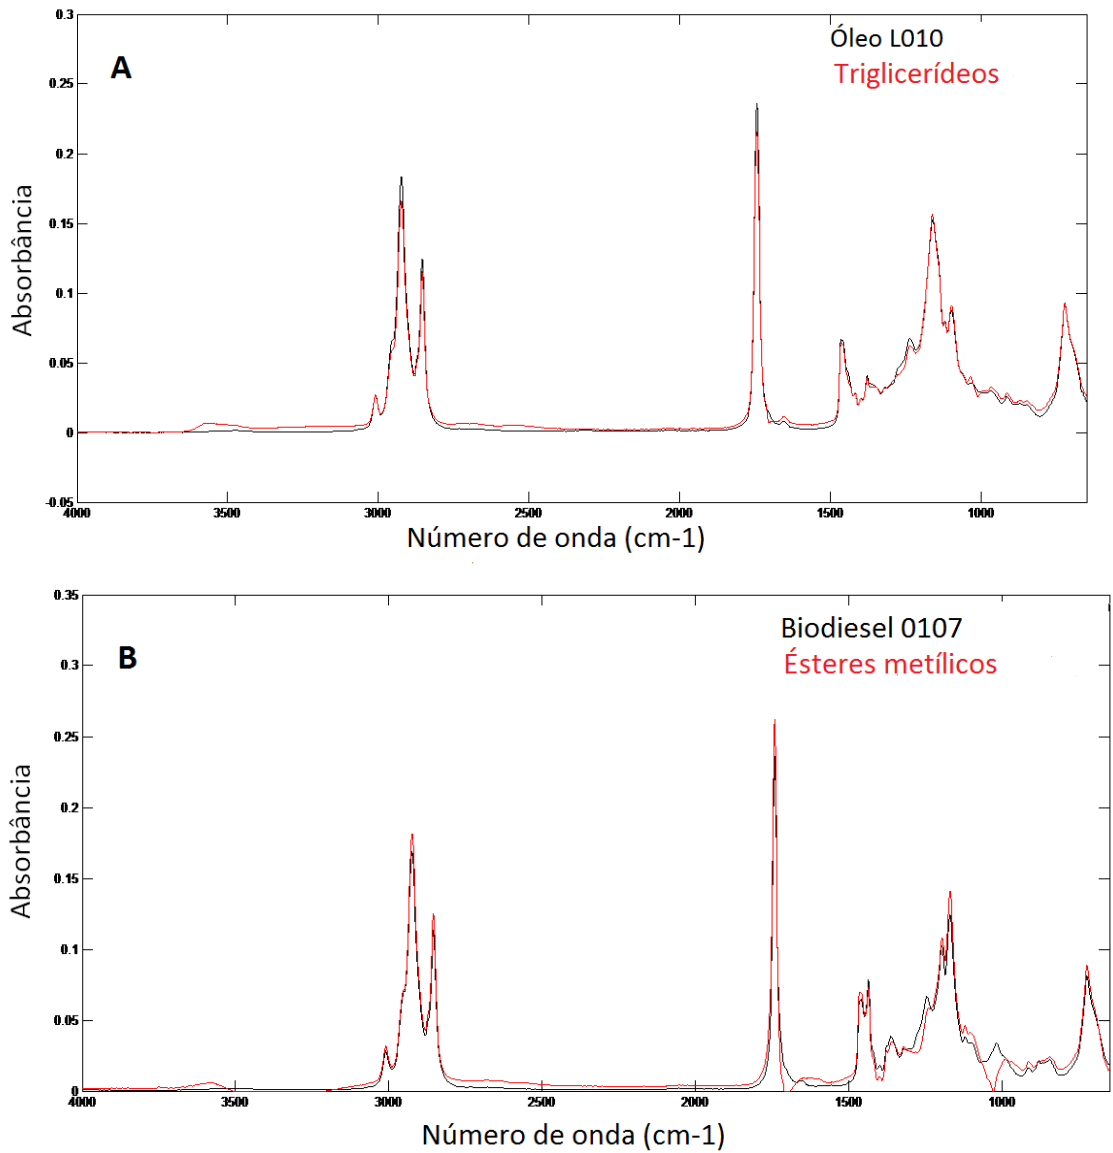 0.3
Óleo L010
A
Triglicerídeos
0.25
0.2
0.15
0.1
0.05
0
-0.05
Absorbância
4000 3500 3000 2500 2000 1500 1000
Número de onda (cm-1)
0.35
Biodiesel 0107
B
Ésteres metílicos
0.3
0.25
0.2
0.15
0.1
0.05
0
Absorbância
4000 3500 3000 2500 2000 1500 1000
Número de onda (cm-1)